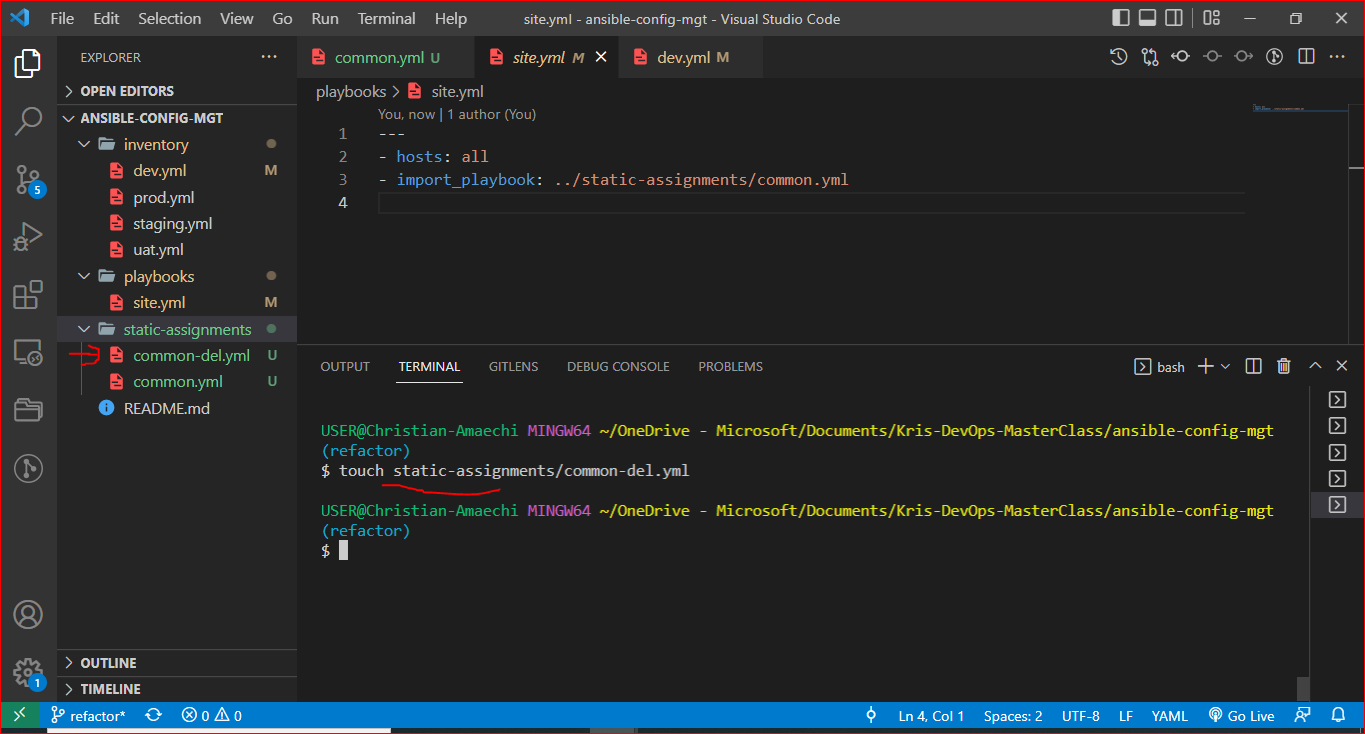 File Edit Selection View Go Run Terminal Help site.yml - ansible-config-mgt - Visual Studio Code
EXPLORER
OPEN EDITORS
ANSIBLE-CONFIG-MGT
inventory
dev.yml M
prod.yml
staging.yml
uat.yml
playbooks
site.yml M
static-assignments
common-del.yml U
common.yml U
README.md
OUTLINE
TIMELINE
5
1
common.yml U site.yml M dev.yml M
playbooks > site.yml
You, now | 1 author (You)
1 ---
2 - hosts: all
3 - import_playbook: ../static-assignments/common.yml
4
OUTPUT TERMINAL GITLENS DEBUG CONSOLE PROBLEMS bash
USER@Christian-Amaechi MINGW64 ~/OneDrive - Microsoft/Documents/Kris-DevOps-MasterClass/ansible-config-mgt
(refactor)
$ touch static-assignments/common-del.yml
USER@Christian-Amaechi MINGW64 ~/OneDrive - Microsoft/Documents/Kris-DevOps-MasterClass/ansible-config-mgt
(refactor)
$
refactor* 0 0 Ln 4, Col 1 Spaces: 2 UTF-8 LF YAML Go Live